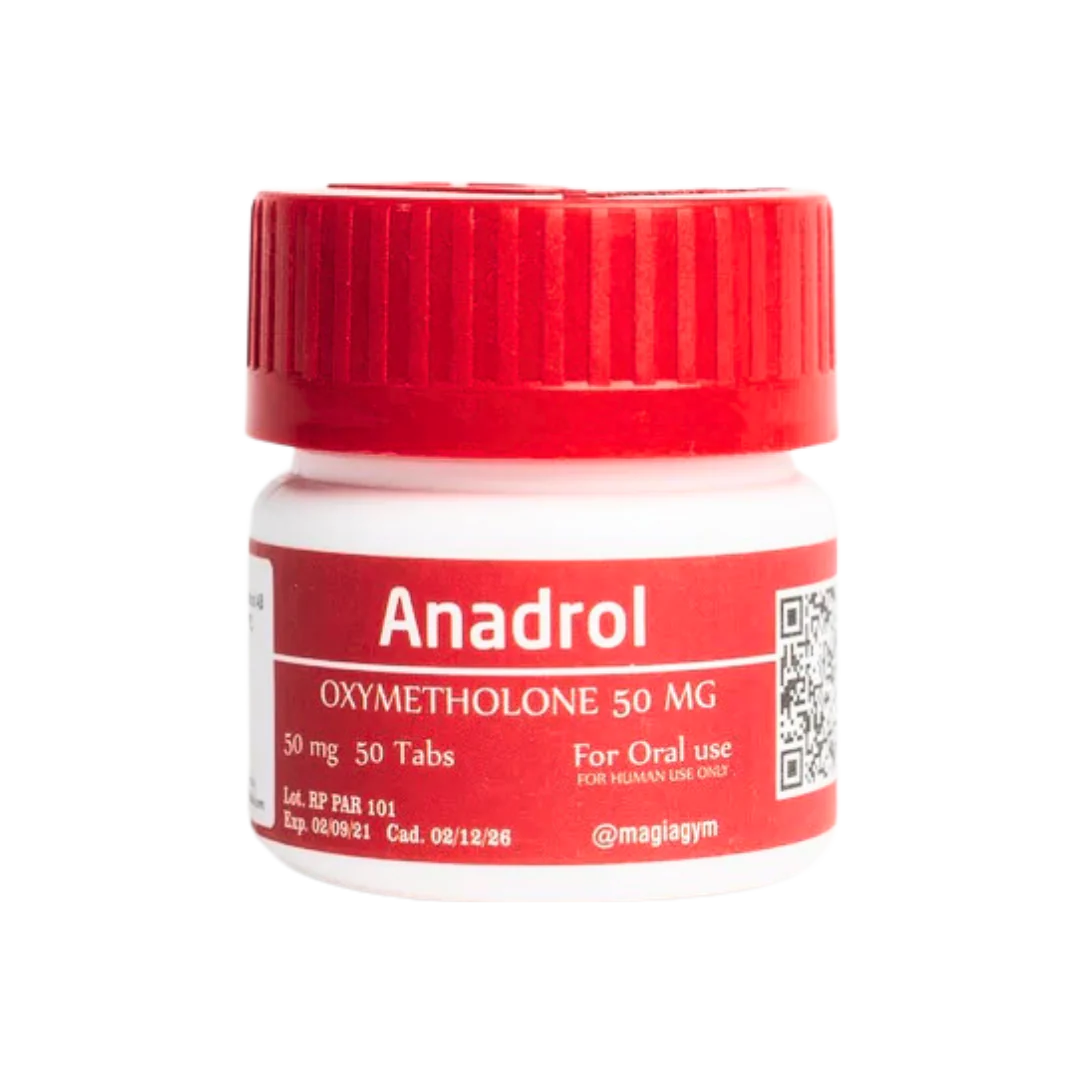 Anadrol
OXYMETHOLONE 50 MG
50 mg 50 Tabs
For Oral use
FOR HUMAN USE ONLY
Lot. RP PAR 101
Exp. 02/09/21 Cad. 02/12/26
@magiagym